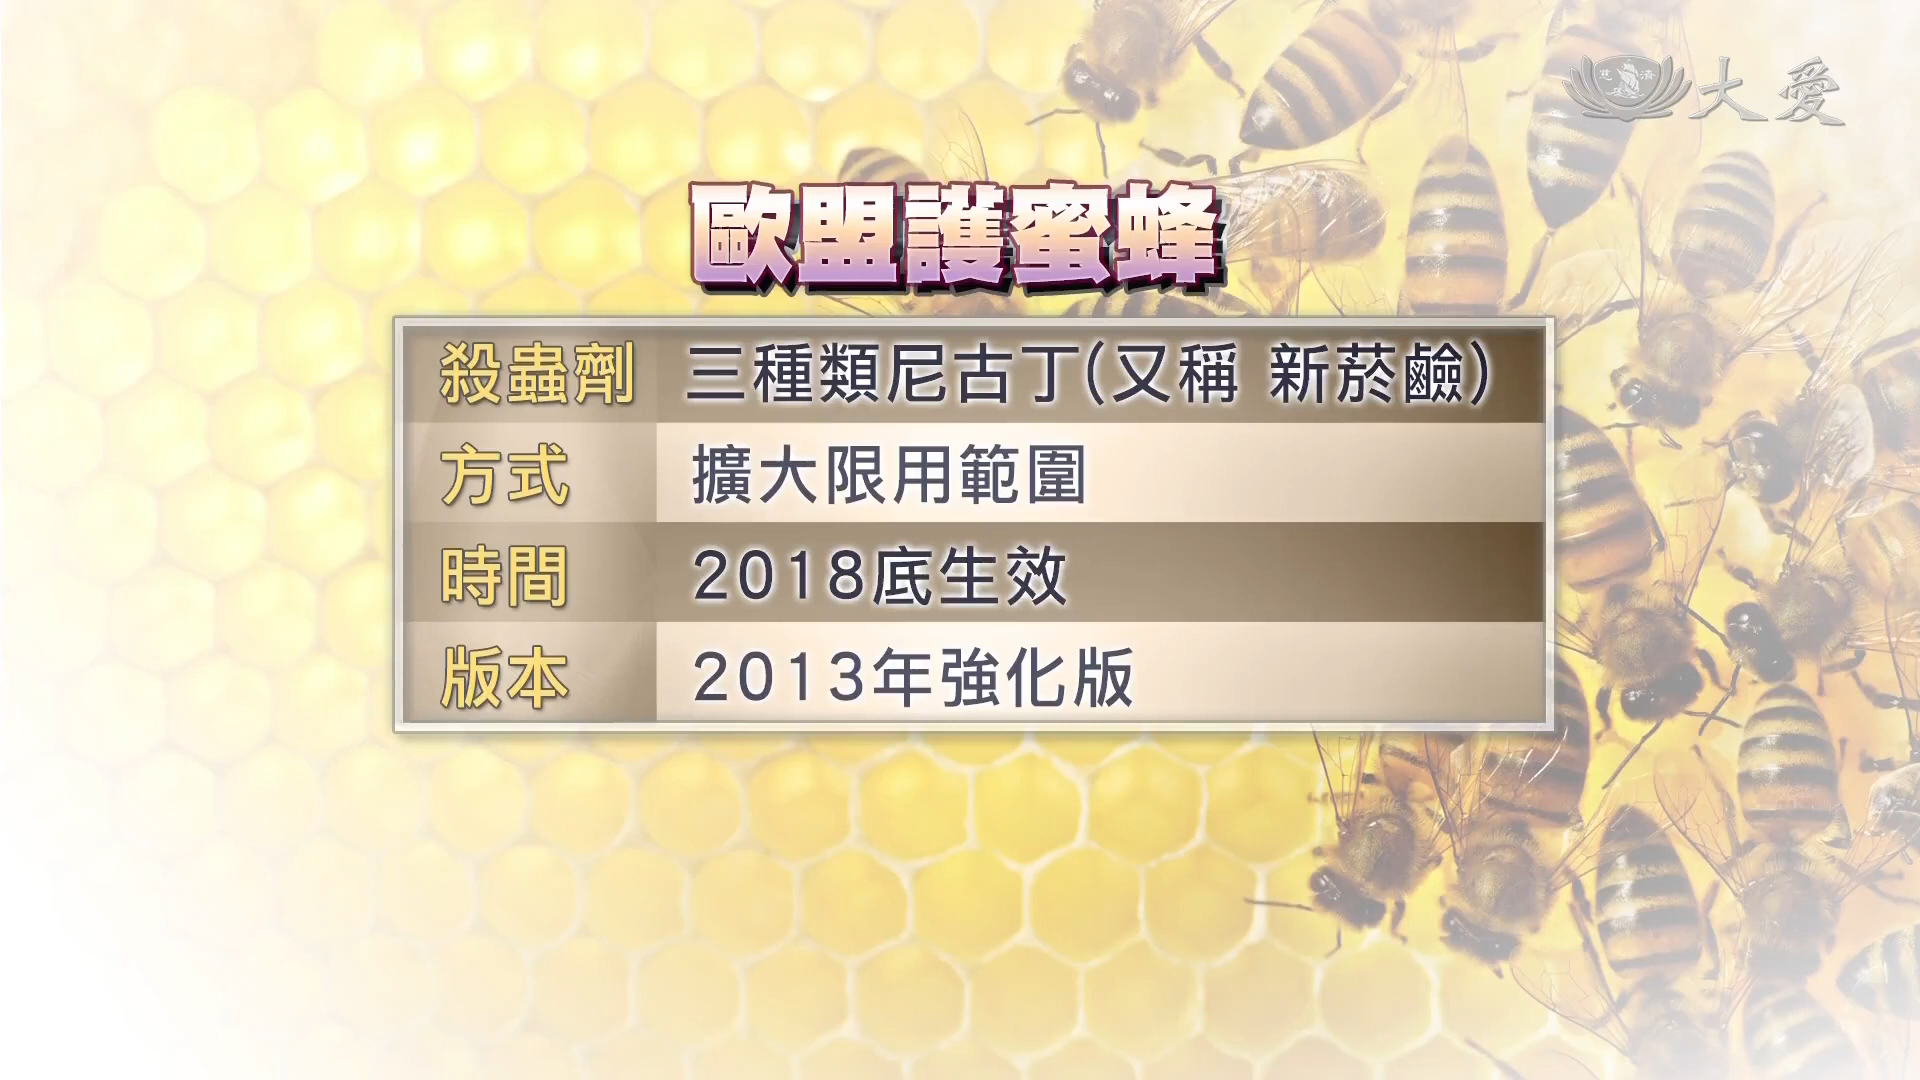 慈濟 大愛
歐盟護蜜蜂
殺蟲劑 三種類尼古丁(又稱 新菸鹼)
方式 擴大限用範圍
時間 2018底生效
版本 2013年強化版